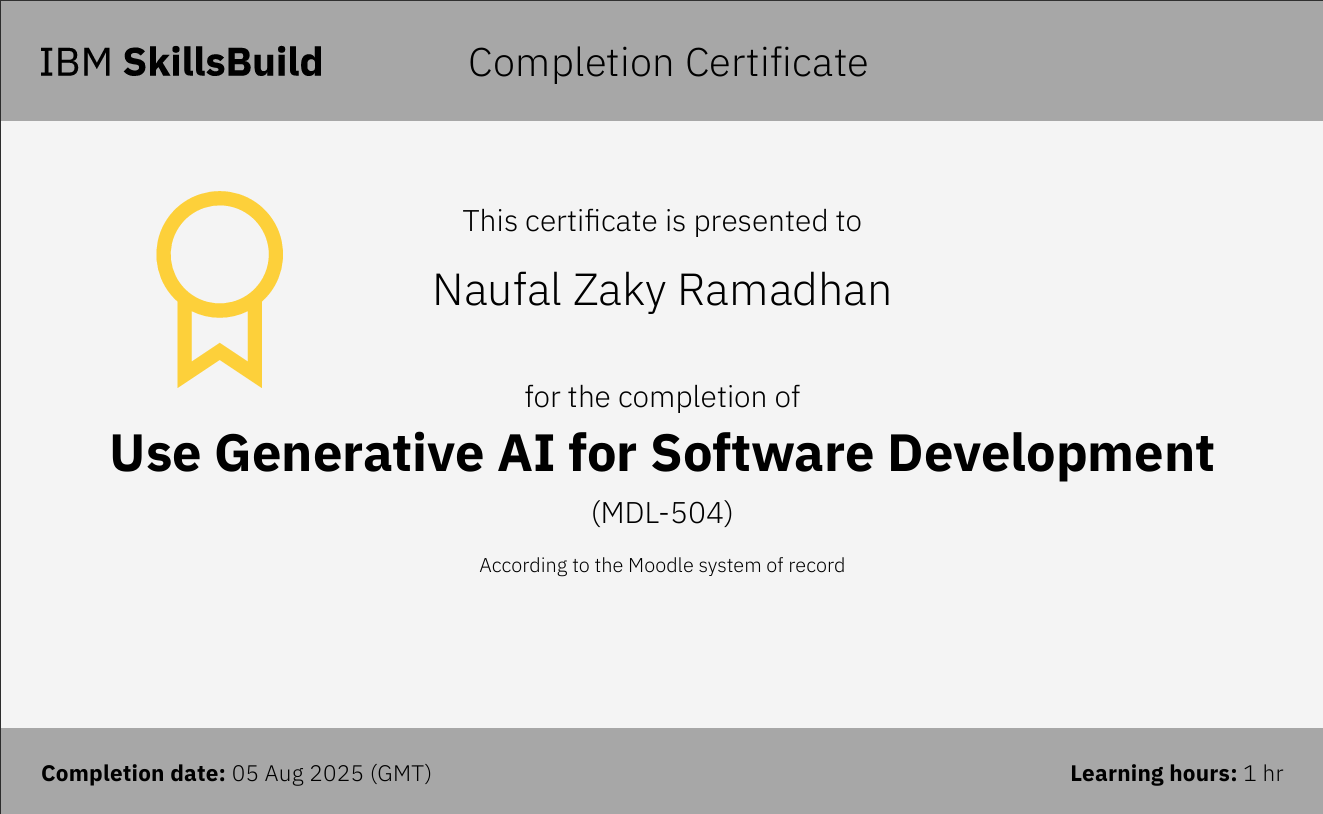 IBM SkillsBuild
Completion Certificate
This certificate is presented to
Naufal Zaky Ramadhan
for the completion of
Use Generative AI for Software Development
(MDL-504)
According to the Moodle system of record
Completion date: 05 Aug 2025 (GMT)
Learning hours: 1 hr